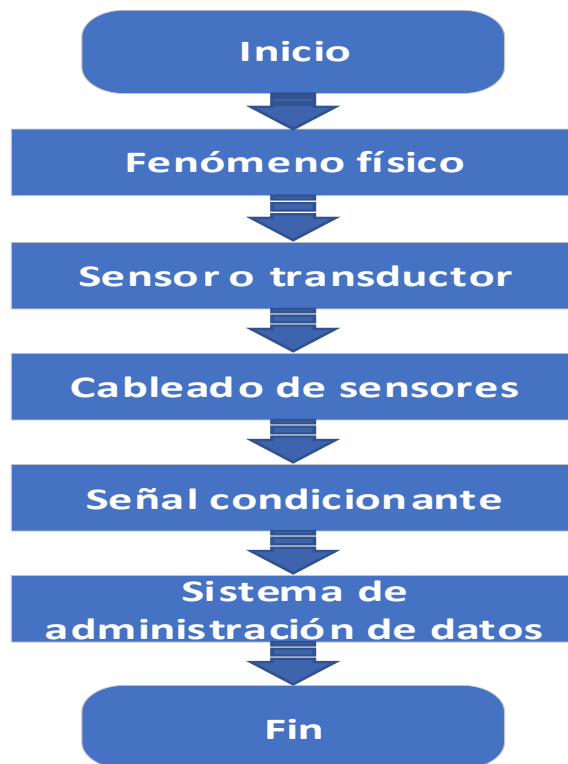 Inicio
Fenómeno físico
Sensor o transductor
Cableado de sensores
Señal condicionante
Sistema de
administración de datos
Fin